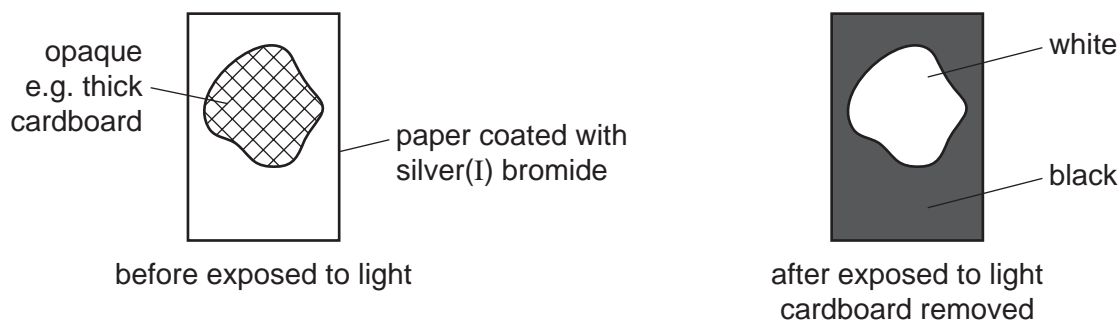 opaque
e.g. thick
cardboard
paper coated with
silver(I) bromide
before exposed to light
white
black
after exposed to light
cardboard removed